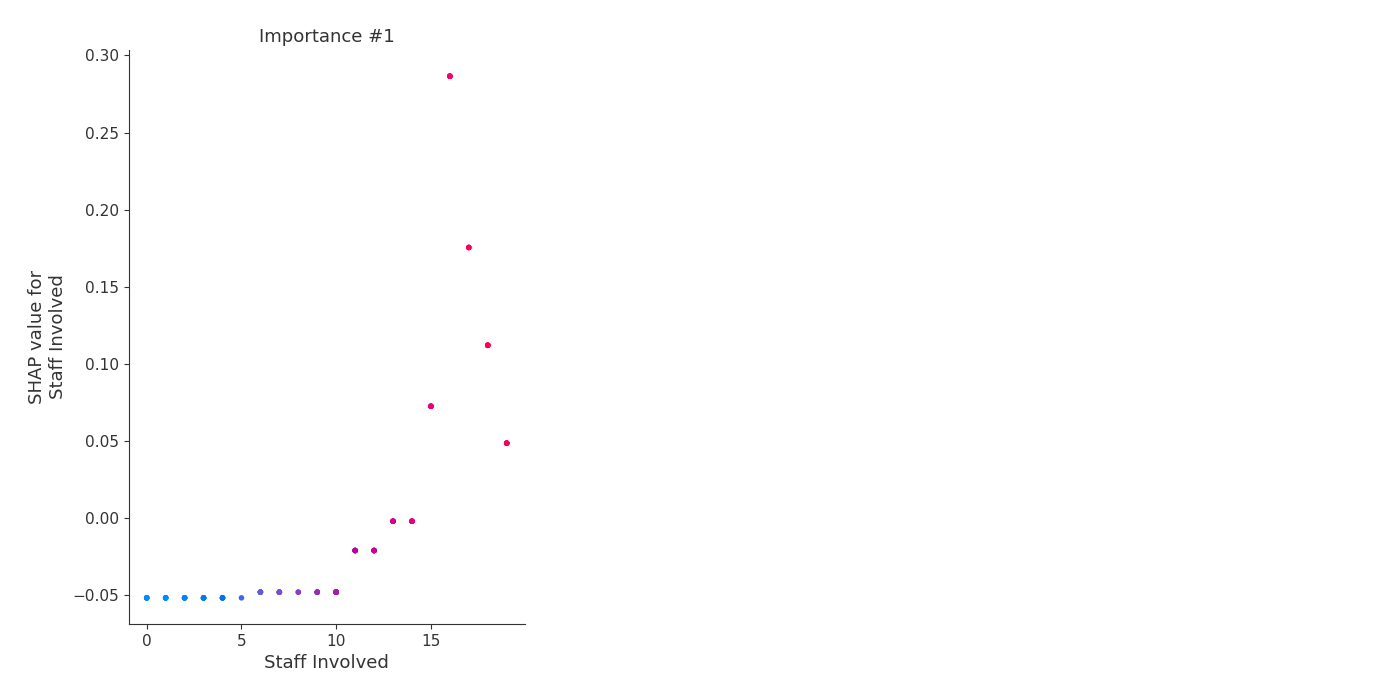 Importance #1
0.30
0.25
0.20
0.15
0.10
0.05
0.00
−0.05
SHAP value for
Staff Involved
0 5 10 15
Staff Involved